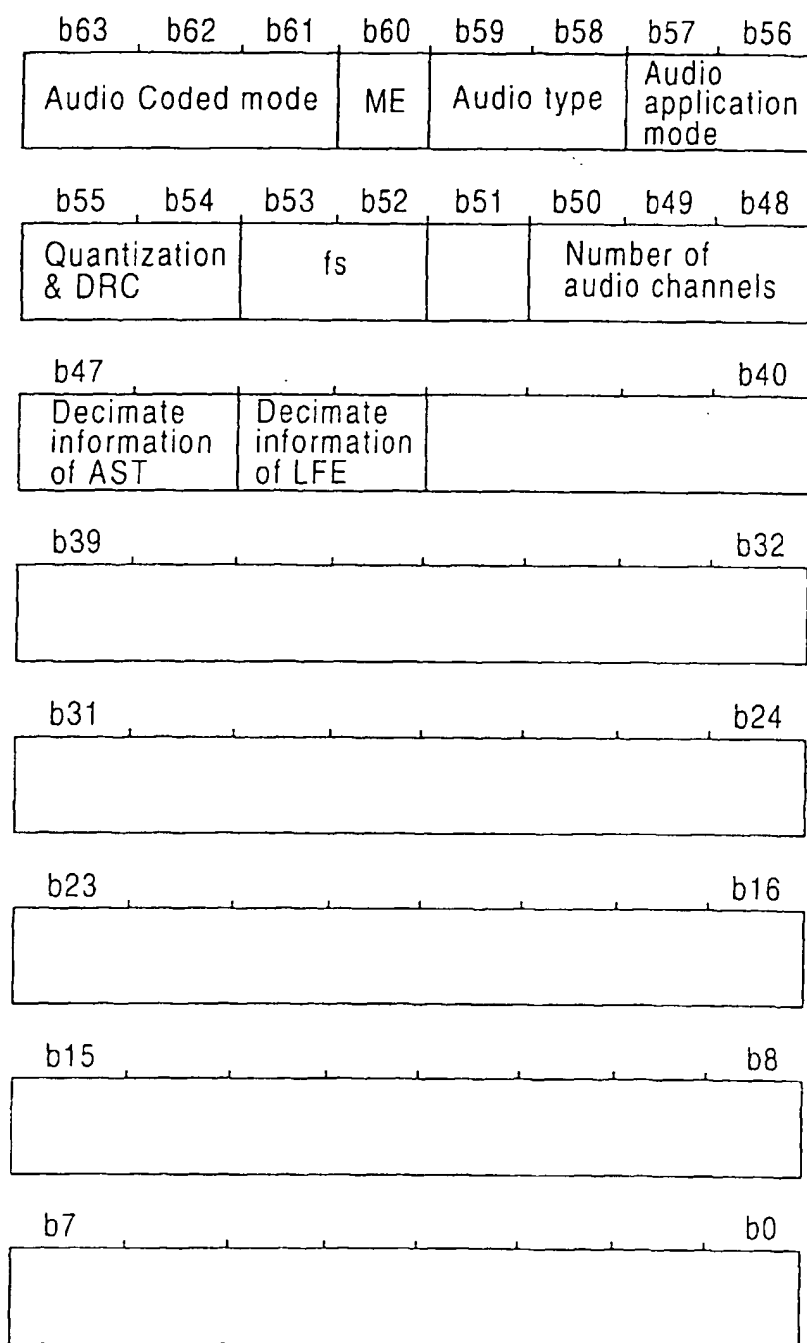 b63 b62 b61 b60 b59 b58 b57 b56
Audio Coded mode
ME
Audio type
Audio
application
mode
b55 b54 b53 b52 b51 b50 b49 b48
Quantization
& DRC
fs
Number of
audio channels
b47 b40
Decimate
information
of AST
Decimate
information
of LFE
b39 b32
b31 b24
b23 b16
b15 b8
b7 b0